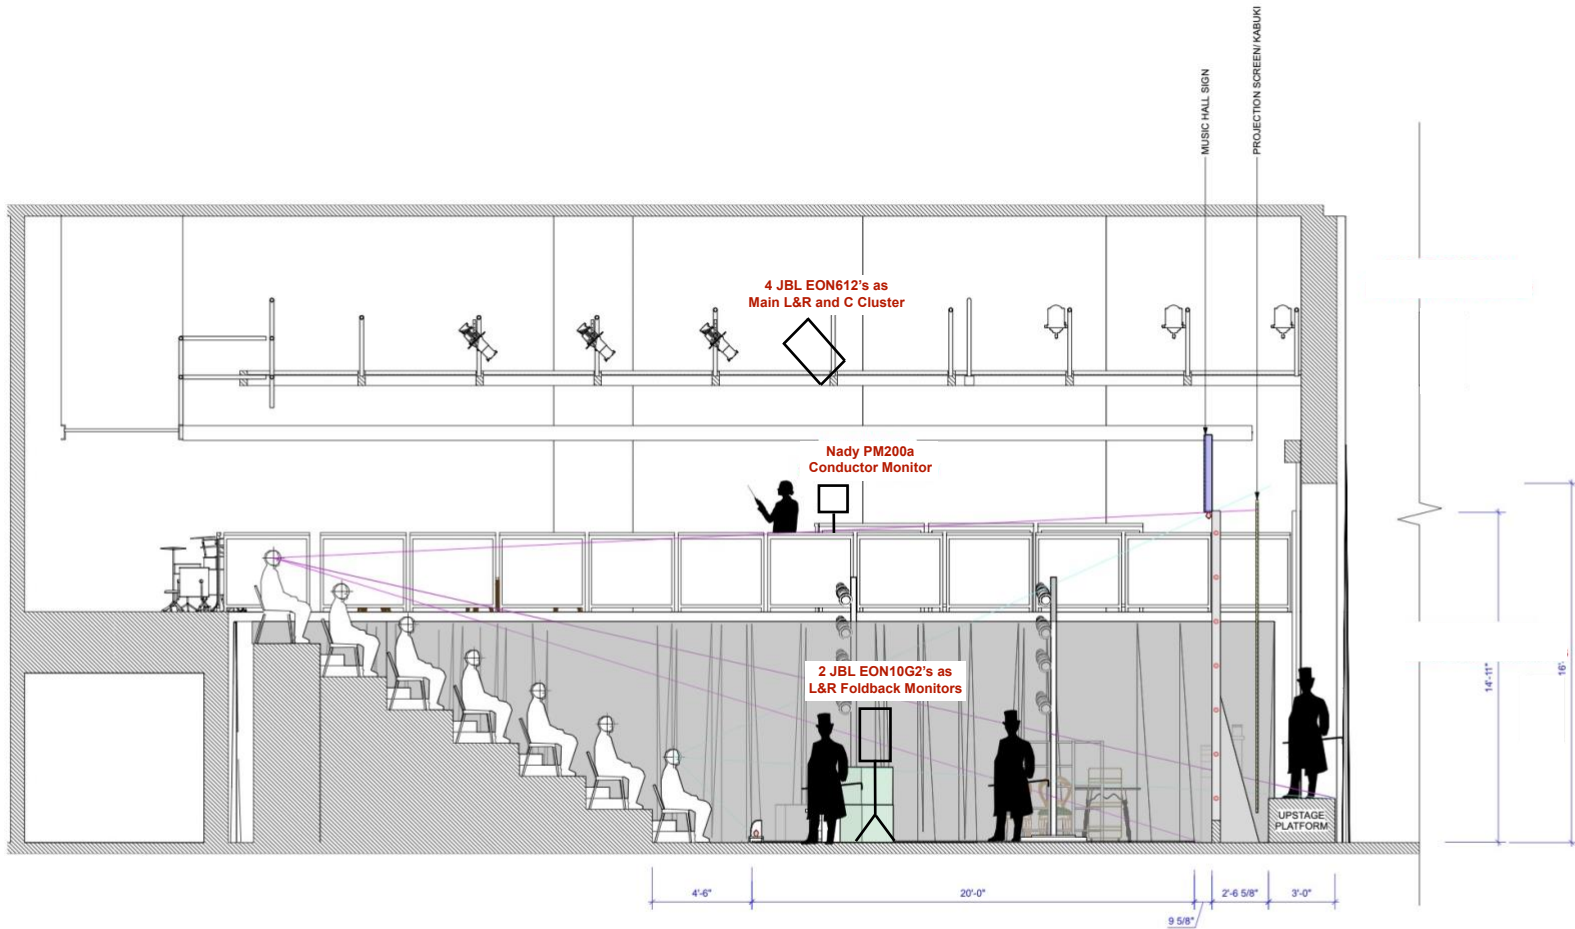 MUSIC HALL SIGN
PROJECTION SCREEN/ KABUKI
4 JBL EON612's as
Main L&R and C Cluster
Nady PM200a
Conductor Monitor
2 JBL EON10G2's as
L&R Foldback Monitors
14'-11"
16'-
UPSTAGE
PLATFORM
4'-6"
20'-0"
9 5/8"
2'-6 5/8"
3'-0"